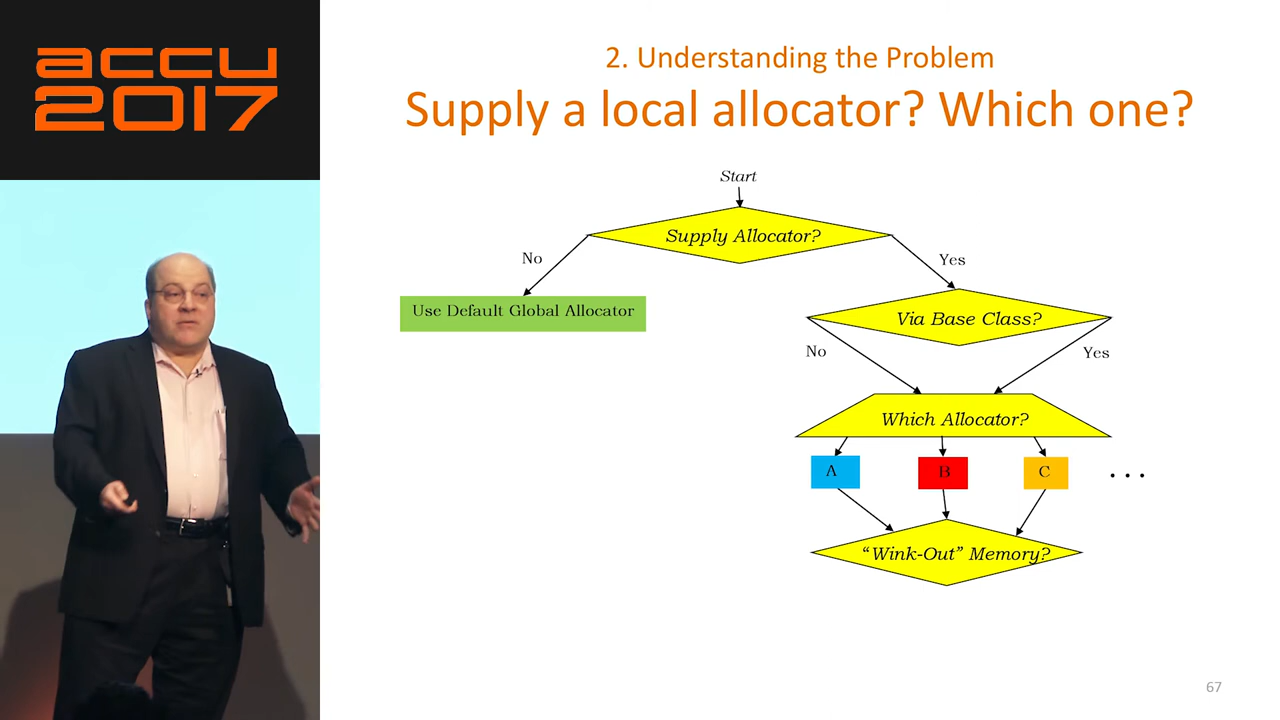 accu
2017
2. Understanding the Problem
Supply a local allocator? Which one?
Start
Supply Allocator?
No
Yes
Use Default Global Allocator
Via Base Class?
No
Yes
Which Allocator?
A
B
C
. . .
“Wink-Out” Memory?
67